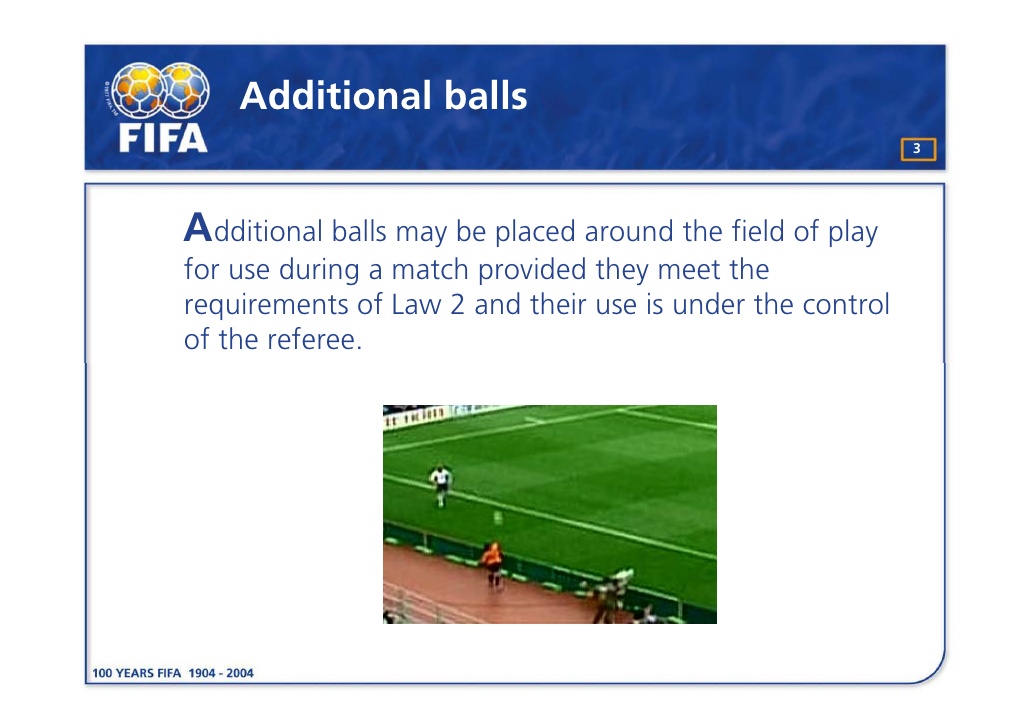 FIFA
Additional balls
3
Additional balls may be placed around the field of play
for use during a match provided they meet the
requirements of Law 2 and their use is under the control
of the referee.
100 YEARS FIFA 1904 - 2004